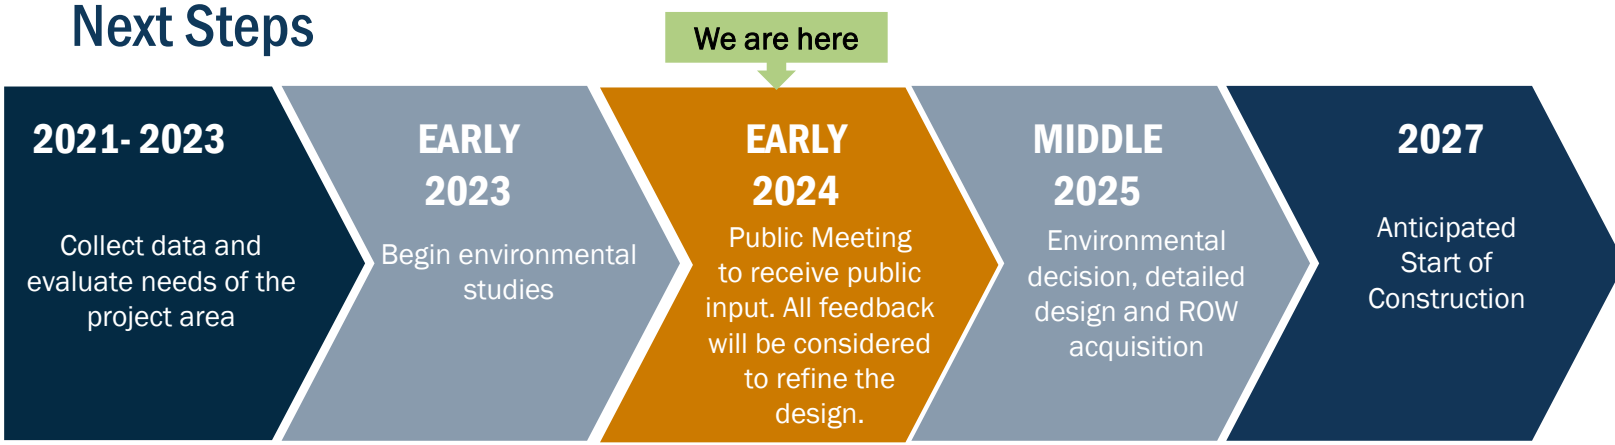 Next Steps
We are here
2021- 2023
Collect data and
evaluate needs of the
project area
EARLY
2023
Begin environmental
studies
EARLY
2024
Public Meeting
to receive public
input. All feedback
will be considered
to refine the
design.
MIDDLE
2025
Environmental
decision, detailed
design and ROW
acquisition
2027
Anticipated
Start of
Construction